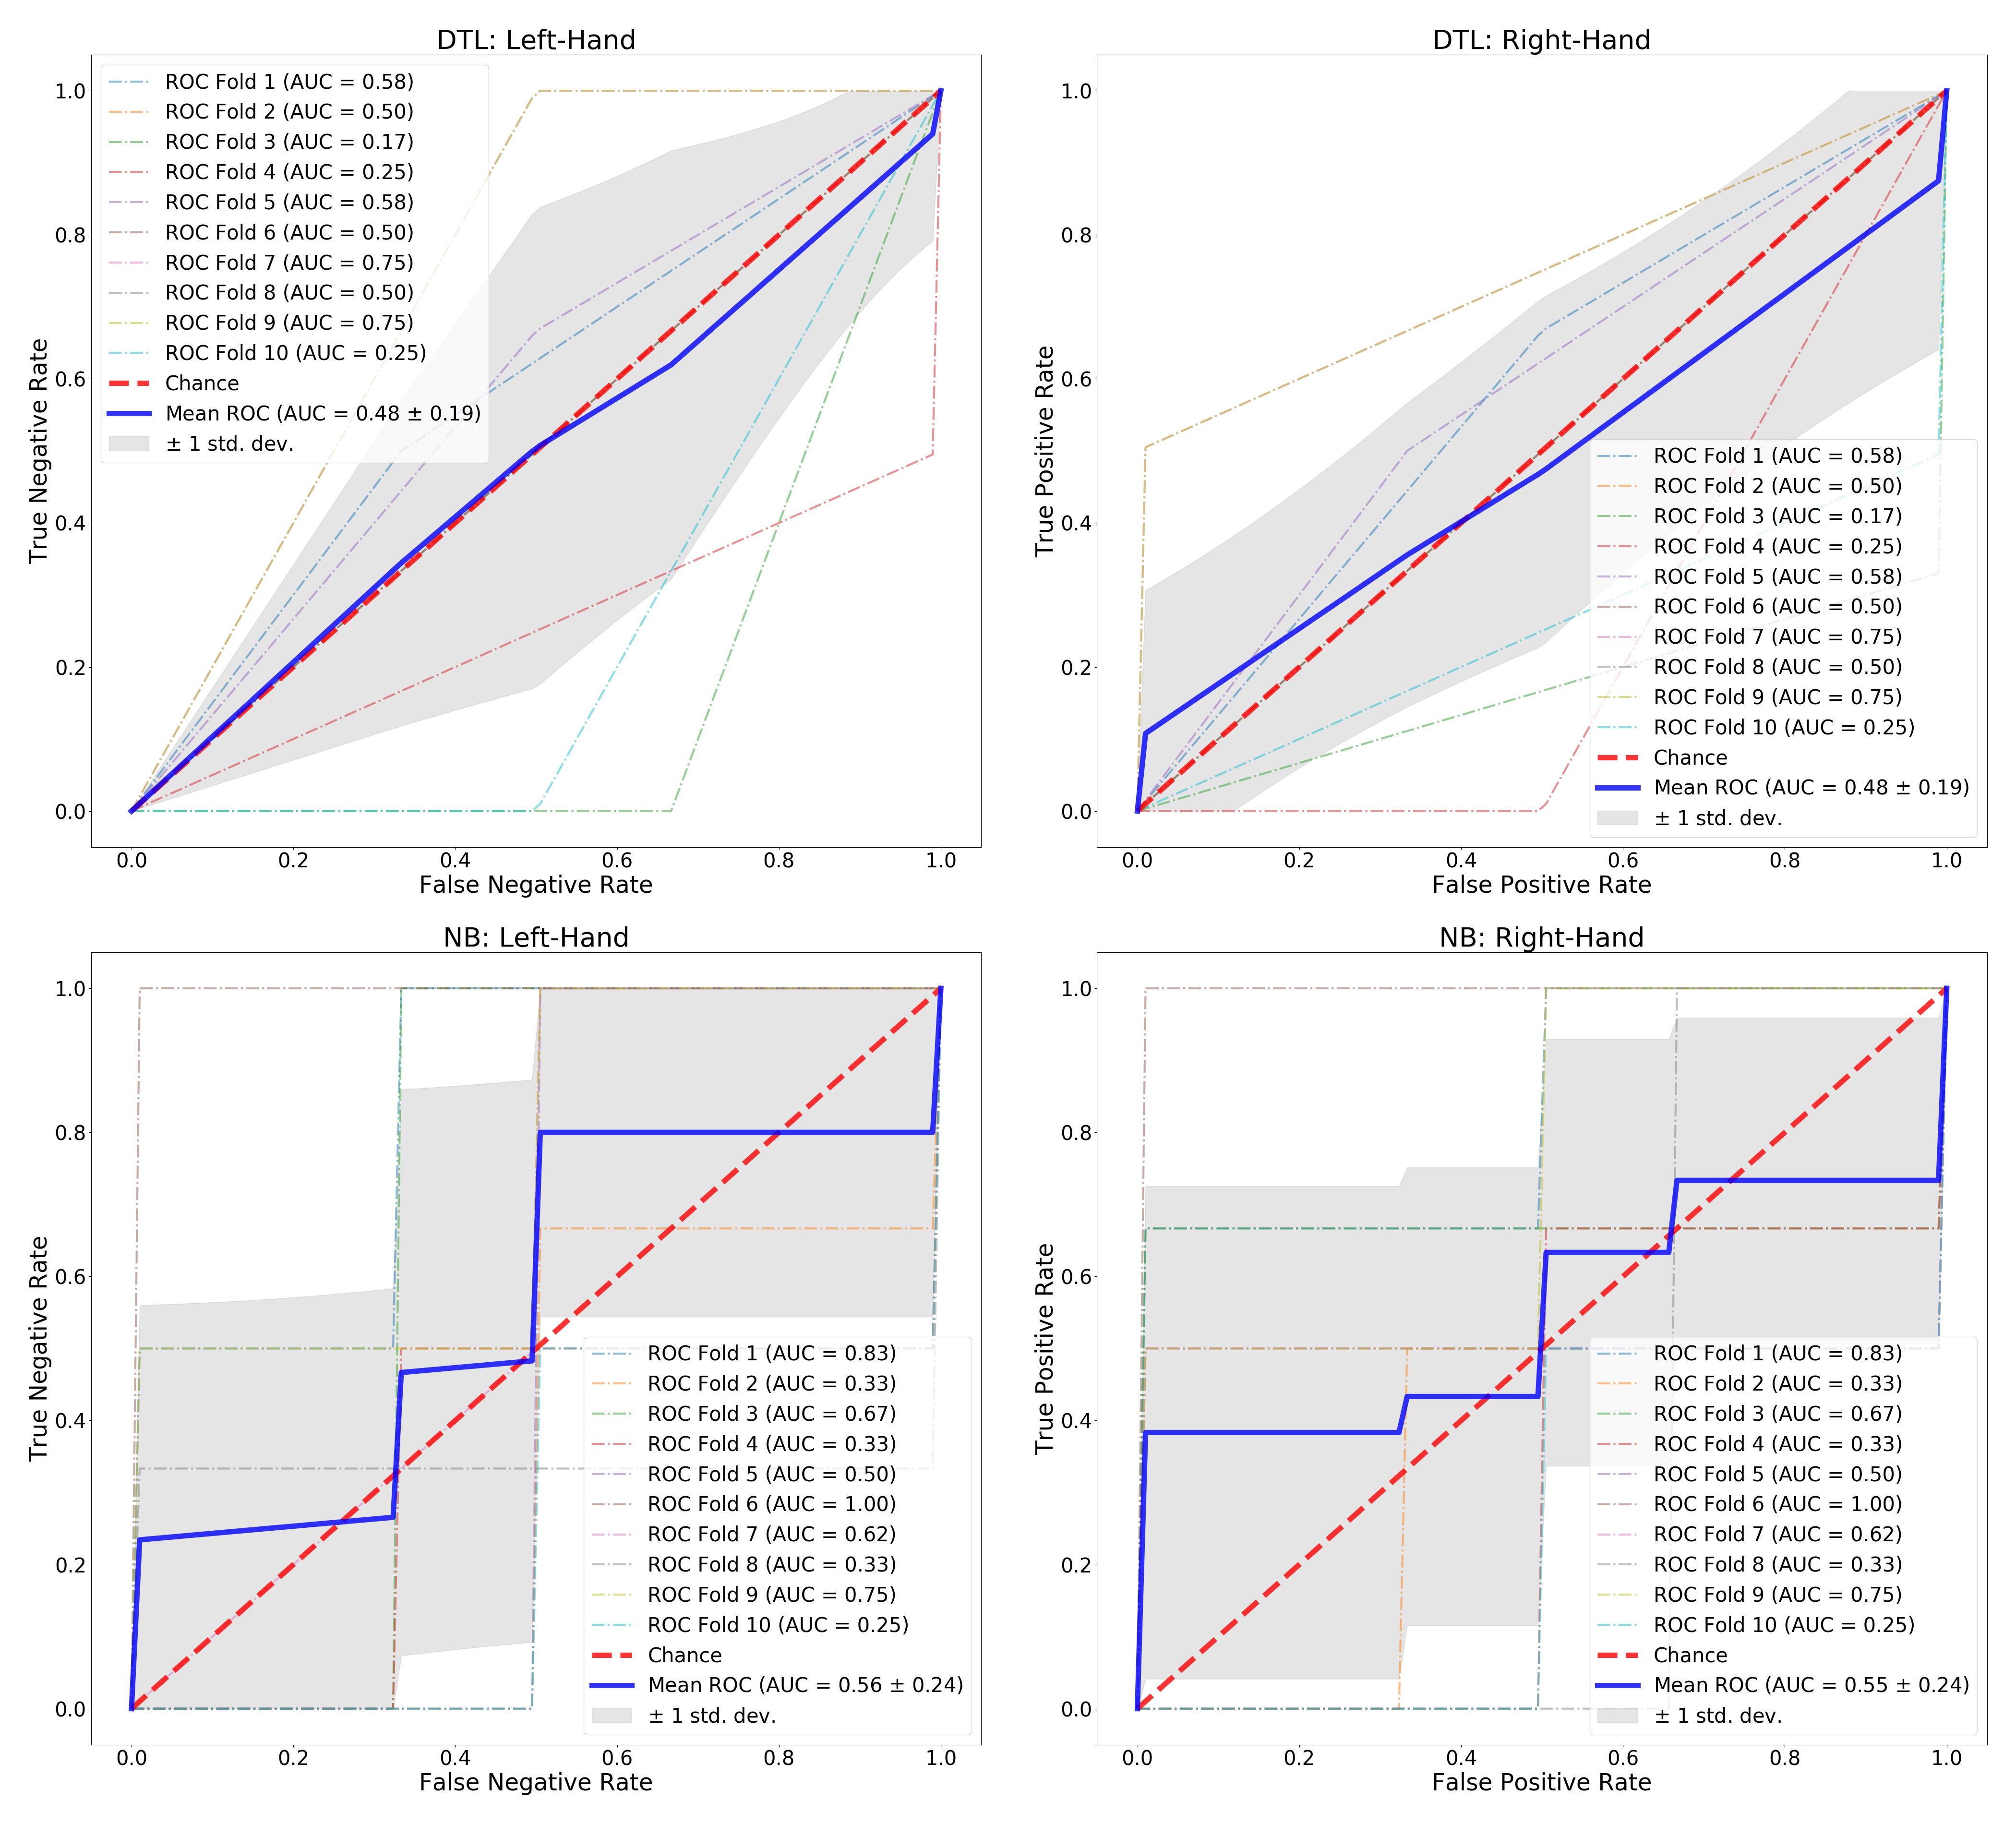 DTL: Left-Hand
1.0
0.8
0.6
0.4
0.2
0.0
True Negative Rate
ROC Fold 1 (AUC = 0.58)
ROC Fold 2 (AUC = 0.50)
ROC Fold 3 (AUC = 0.17)
ROC Fold 4 (AUC = 0.25)
ROC Fold 5 (AUC = 0.58)
ROC Fold 6 (AUC = 0.50)
ROC Fold 7 (AUC = 0.75)
ROC Fold 8 (AUC = 0.50)
ROC Fold 9 (AUC = 0.75)
ROC Fold 10 (AUC = 0.25)
Chance
Mean ROC (AUC = 0.48 ± 0.19)
± 1 std. dev.
0.0 0.2 0.4 0.6 0.8 1.0
False Negative Rate
DTL: Right-Hand
1.0
0.8
0.6
0.4
0.2
0.0
True Positive Rate
ROC Fold 1 (AUC = 0.58)
ROC Fold 2 (AUC = 0.50)
ROC Fold 3 (AUC = 0.17)
ROC Fold 4 (AUC = 0.25)
ROC Fold 5 (AUC = 0.58)
ROC Fold 6 (AUC = 0.50)
ROC Fold 7 (AUC = 0.75)
ROC Fold 8 (AUC = 0.50)
ROC Fold 9 (AUC = 0.75)
ROC Fold 10 (AUC = 0.25)
Chance
Mean ROC (AUC = 0.48 ± 0.19)
± 1 std. dev.
0.0 0.2 0.4 0.6 0.8 1.0
False Positive Rate
NB: Left-Hand
1.0
0.8
0.6
0.4
0.2
0.0
True Negative Rate
ROC Fold 1 (AUC = 0.83)
ROC Fold 2 (AUC = 0.33)
ROC Fold 3 (AUC = 0.67)
ROC Fold 4 (AUC = 0.33)
ROC Fold 5 (AUC = 0.50)
ROC Fold 6 (AUC = 1.00)
ROC Fold 7 (AUC = 0.62)
ROC Fold 8 (AUC = 0.33)
ROC Fold 9 (AUC = 0.75)
ROC Fold 10 (AUC = 0.25)
Chance
Mean ROC (AUC = 0.56 ± 0.24)
± 1 std. dev.
0.0 0.2 0.4 0.6 0.8 1.0
False Negative Rate
NB: Right-Hand
1.0
0.8
0.6
0.4
0.2
0.0
True Positive Rate
ROC Fold 1 (AUC = 0.83)
ROC Fold 2 (AUC = 0.33)
ROC Fold 3 (AUC = 0.67)
ROC Fold 4 (AUC = 0.33)
ROC Fold 5 (AUC = 0.50)
ROC Fold 6 (AUC = 1.00)
ROC Fold 7 (AUC = 0.62)
ROC Fold 8 (AUC = 0.33)
ROC Fold 9 (AUC = 0.75)
ROC Fold 10 (AUC = 0.25)
Chance
Mean ROC (AUC = 0.55 ± 0.24)
± 1 std. dev.
0.0 0.2 0.4 0.6 0.8 1.0
False Positive Rate